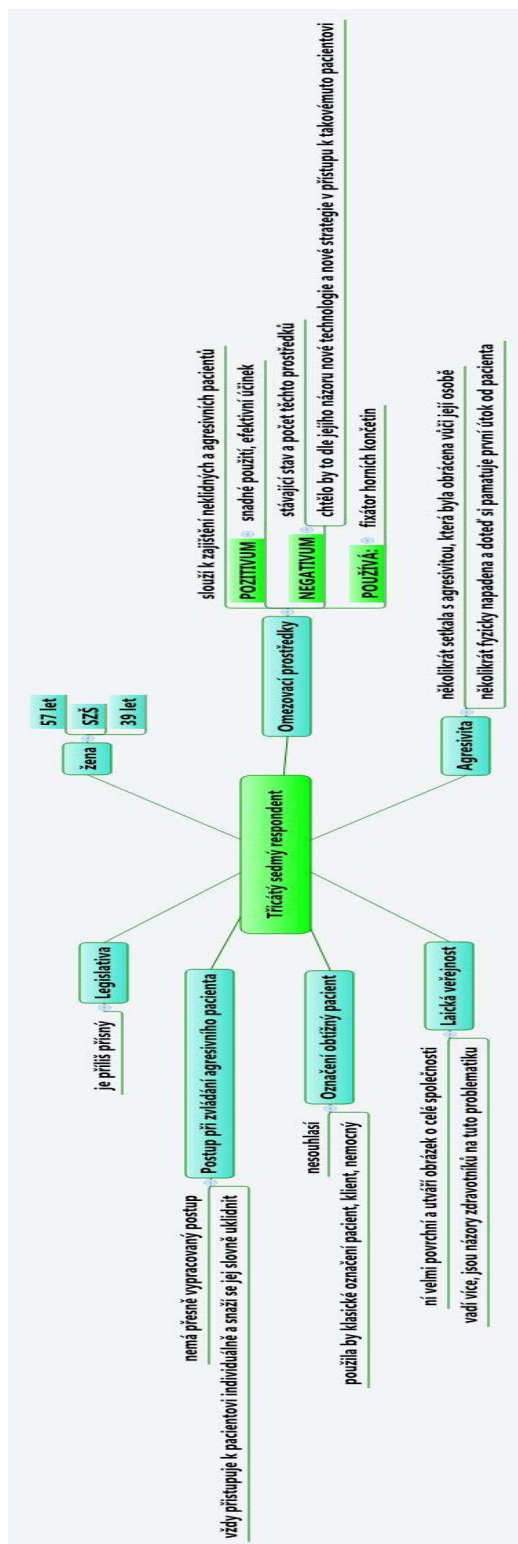 Třicátý sedmý respondent
žena
57 let
SZŠ
39 let
Omezovací prostředky
slouží k zajištění neklidných a agresivních pacientů
POZITIVUM
snadné použití, efektivní účinek
NEGATIVUM
stávající stav a počet těchto prostředků
chtělo by to dle jejího názoru nové technologie a nové strategie v přístupu k takovémuto pacientovi
POUŽÍVÁ:
fixátor horních končetin
Agresivita
několikrát setkala s agresivitou, která byla obrácena vůči její osobě
několikrát fyzicky napadena a doteď si pamatuje první útok od pacienta
Legislativa
je příliš přísný
Postup při zvládání agresivního pacienta
nemá přesně vypracovaný postup
vždy přistupuje k pacientovi individuálně a snaží se jej slovně uklidnit
Označení obtížný pacient
nesouhlasí
použila by klasické označení pacient, klient, nemocný
Laická veřejnost
ní velmi povrchní a utváří obrázek o celé společnosti
vadí více, jsou názory zdravotníků na tuto problematiku